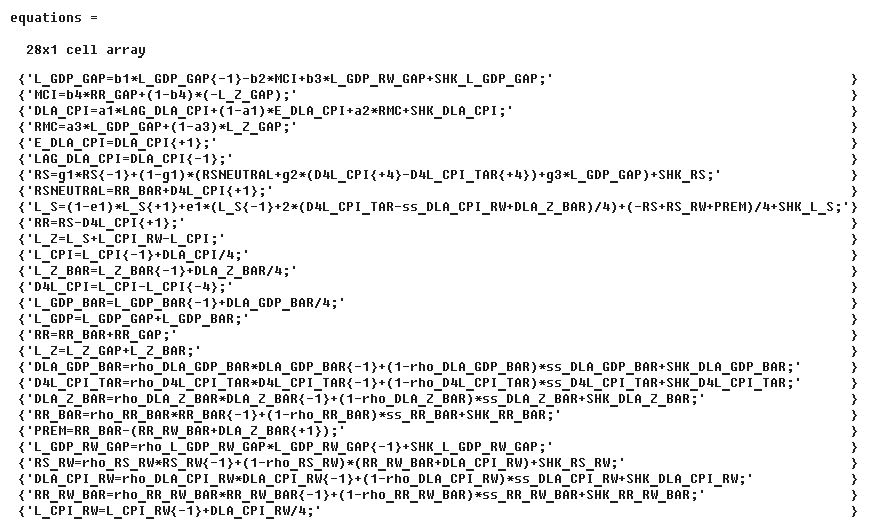 equations =
28x1 cell array
{'L_GDP_GAP=b1*L_GDP_GAP{-1}-b2*MCI+b3*L_GDP_RW_GAP+SHK_L_GDP_GAP;' }
{'MCI=b4*RR_GAP+(1-b4)*(-L_Z_GAP);' }
{'DLA_CPI=a1*LAG_DLA_CPI+(1-a1)*E_DLA_CPI+a2*RMC+SHK_DLA_CPI;' }
{'RMC=a3*L_GDP_GAP+(1-a3)*L_Z_GAP;' }
{'E_DLA_CPI=DLA_CPI{+1};' }
{'LAG_DLA_CPI=DLA_CPI{-1};' }
{'RS=g1*RS{-1}+(1-g1)*(RSNEUTRAL+g2*(D4L_CPI{+4}-D4L_CPI_TAR{+4})+g3*L_GDP_GAP)+SHK_RS;' }
{'RSNEUTRAL=RR_BAR+D4L_CPI{+1};' }
{'L_S=(1-e1)*L_S{+1}+e1*(L_S{-1}+2*(D4L_CPI_TAR-ss_DLA_CPI_RW+DLA_Z_BAR)/4)+(-RS+RS_RW+PREM)/4+SHK_L_S;'}
{'RR=RS-D4L_CPI{+1};' }
{'L_Z=L_S+L_CPI_RW-L_CPI;' }
{'L_CPI=L_CPI{-1}+DLA_CPI/4;' }
{'L_Z_BAR=L_Z_BAR{-1}+DLA_Z_BAR/4;' }
{'D4L_CPI=L_CPI-L_CPI{-4};' }
{'L_GDP_BAR=L_GDP_BAR{-1}+DLA_GDP_BAR/4;' }
{'L_GDP=L_GDP_GAP+L_GDP_BAR;' }
{'RR=RR_BAR+RR_GAP;' }
{'L_Z=L_Z_GAP+L_Z_BAR;' }
{'DLA_GDP_BAR=rho_DLA_GDP_BAR*DLA_GDP_BAR{-1}+(1-rho_DLA_GDP_BAR)*ss_DLA_GDP_BAR+SHK_DLA_GDP_BAR;' }
{'D4L_CPI_TAR=rho_D4L_CPI_TAR*D4L_CPI_TAR{-1}+(1-rho_D4L_CPI_TAR)*ss_D4L_CPI_TAR+SHK_D4L_CPI_TAR;' }
{'DLA_Z_BAR=rho_DLA_Z_BAR*DLA_Z_BAR{-1}+(1-rho_DLA_Z_BAR)*ss_DLA_Z_BAR+SHK_DLA_Z_BAR;' }
{'RR_BAR=rho_RR_BAR*RR_BAR{-1}+(1-rho_RR_BAR)*ss_RR_BAR+SHK_RR_BAR;' }
{'PREM=RR_BAR-(RR_RW_BAR+DLA_Z_BAR{+1});' }
{'L_GDP_RW_GAP=rho_L_GDP_RW_GAP*L_GDP_RW_GAP{-1}+SHK_L_GDP_RW_GAP;' }
{'RS_RW=rho_RS_RW*RS_RW{-1}+(1-rho_RS_RW)*(RR_RW_BAR+DLA_CPI_RW)+SHK_RS_RW;' }
{'DLA_CPI_RW=rho_DLA_CPI_RW*DLA_CPI_RW{-1}+(1-rho_DLA_CPI_RW)*ss_DLA_CPI_RW+SHK_DLA_CPI_RW;' }
{'RR_RW_BAR=rho_RR_RW_BAR*RR_RW_BAR{-1}+(1-rho_RR_RW_BAR)*ss_RR_RW_BAR+SHK_RR_RW_BAR;' }
{'L_CPI_RW=L_CPI_RW{-1}+DLA_CPI_RW/4;' }